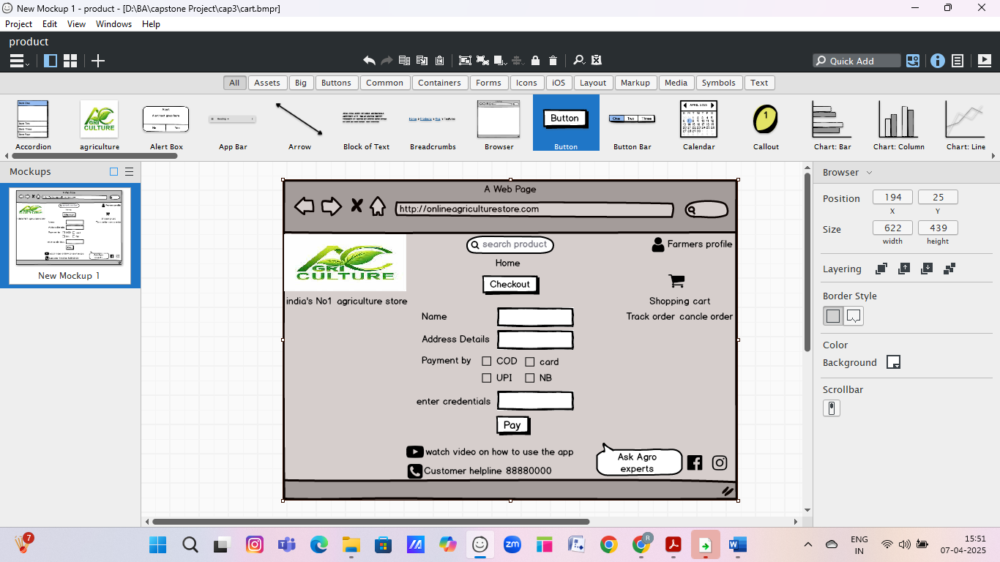 New Mockup 1 - product - [D:\BA\capstone Project\cap3\cart.bmpr]
Project Edit View Windows Help
product
Quick Add
All Assets Big Buttons Common Containers Forms Icons iOS Layout Markup Media Symbols Text
Accordion agriculture Alert Box App Bar Arrow Block of Text Breadcrumbs Browser Button Button Bar Calendar Callout Chart: Bar Chart: Column Chart: Line
Mockups
New Mockup 1
A Web Page
http://onlineagriculturestore.com
AGRI
CULTURE
search product
Farmers profile
Home
Checkout
india's No1 agriculture store
Shopping cart
Track order cancle order
Name
Address Details
Payment by COD card
UPI NB
enter credentials
Pay
watch video on how to use the app
Customer helpline 88880000
Ask Agro
experts
Browser
Position 194 25
X Y
Size 622 439
width height
Layering
Border Style
Color
Background
Scrollbar
7
ENG
IN
15:51
07-04-2025